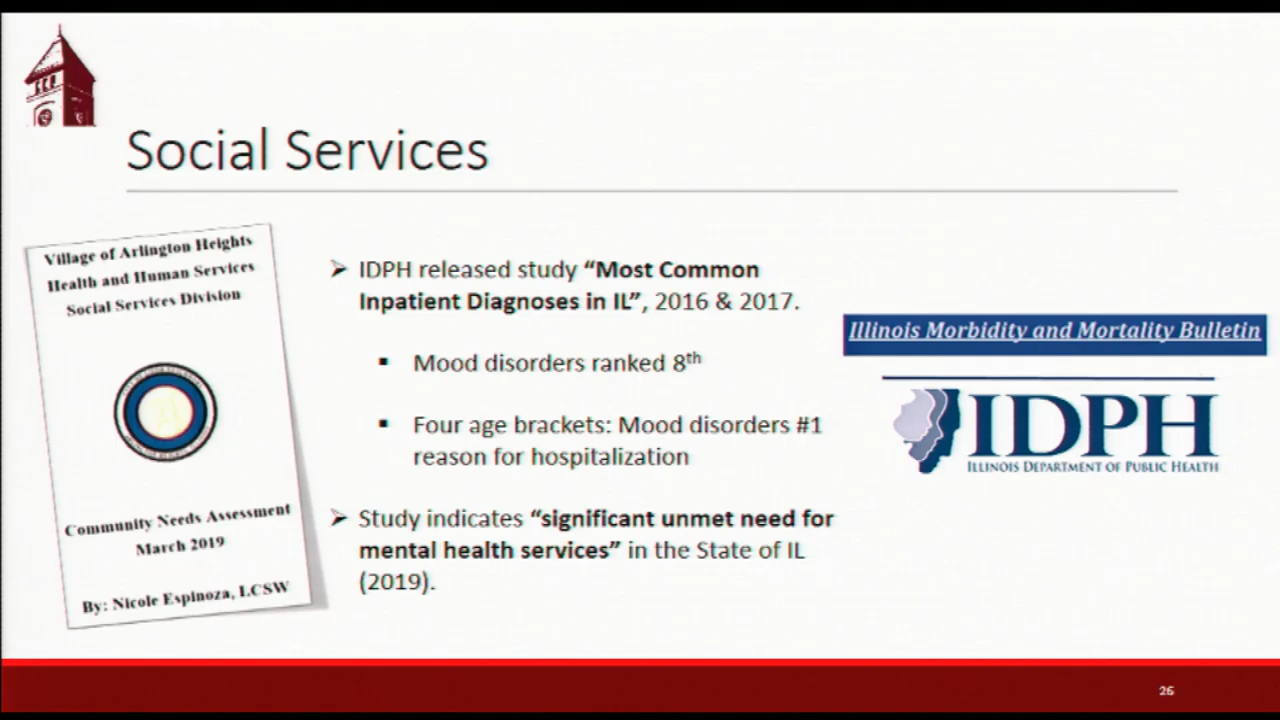 Social Services
Village of Arlington Heights
Health and Human Services
Social Services Division
Community Needs Assessment
March 2019
By: Nicole Espinoza, LCSW
➢ IDPH released study “Most Common
Inpatient Diagnoses in IL”, 2016 & 2017.
▪ Mood disorders ranked 8th
▪ Four age brackets: Mood disorders #1
reason for hospitalization
➢ Study indicates “significant unmet need for
mental health services” in the State of IL
(2019).
Illinois Morbidity and Mortality Bulletin
IDPH
ILLINOIS DEPARTMENT OF PUBLIC HEALTH
26